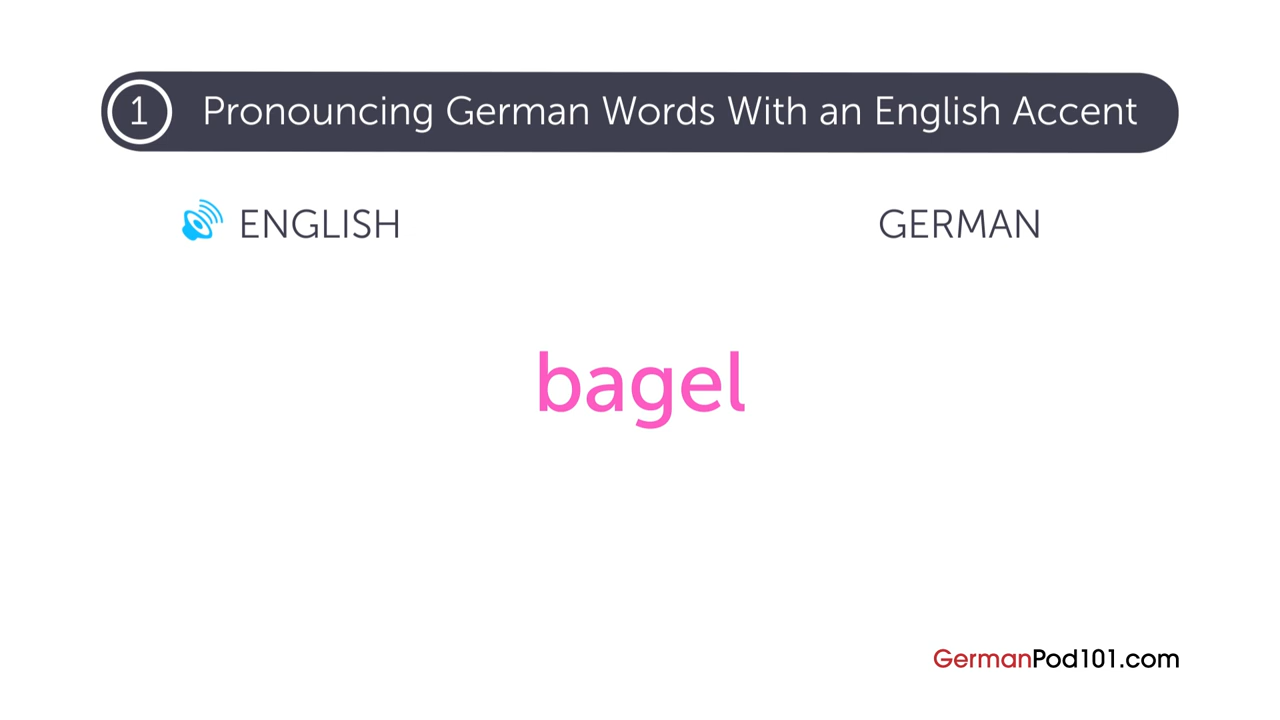 1 Pronouncing German Words With an English Accent
ENGLISH GERMAN
bagel
GermanPod101.com